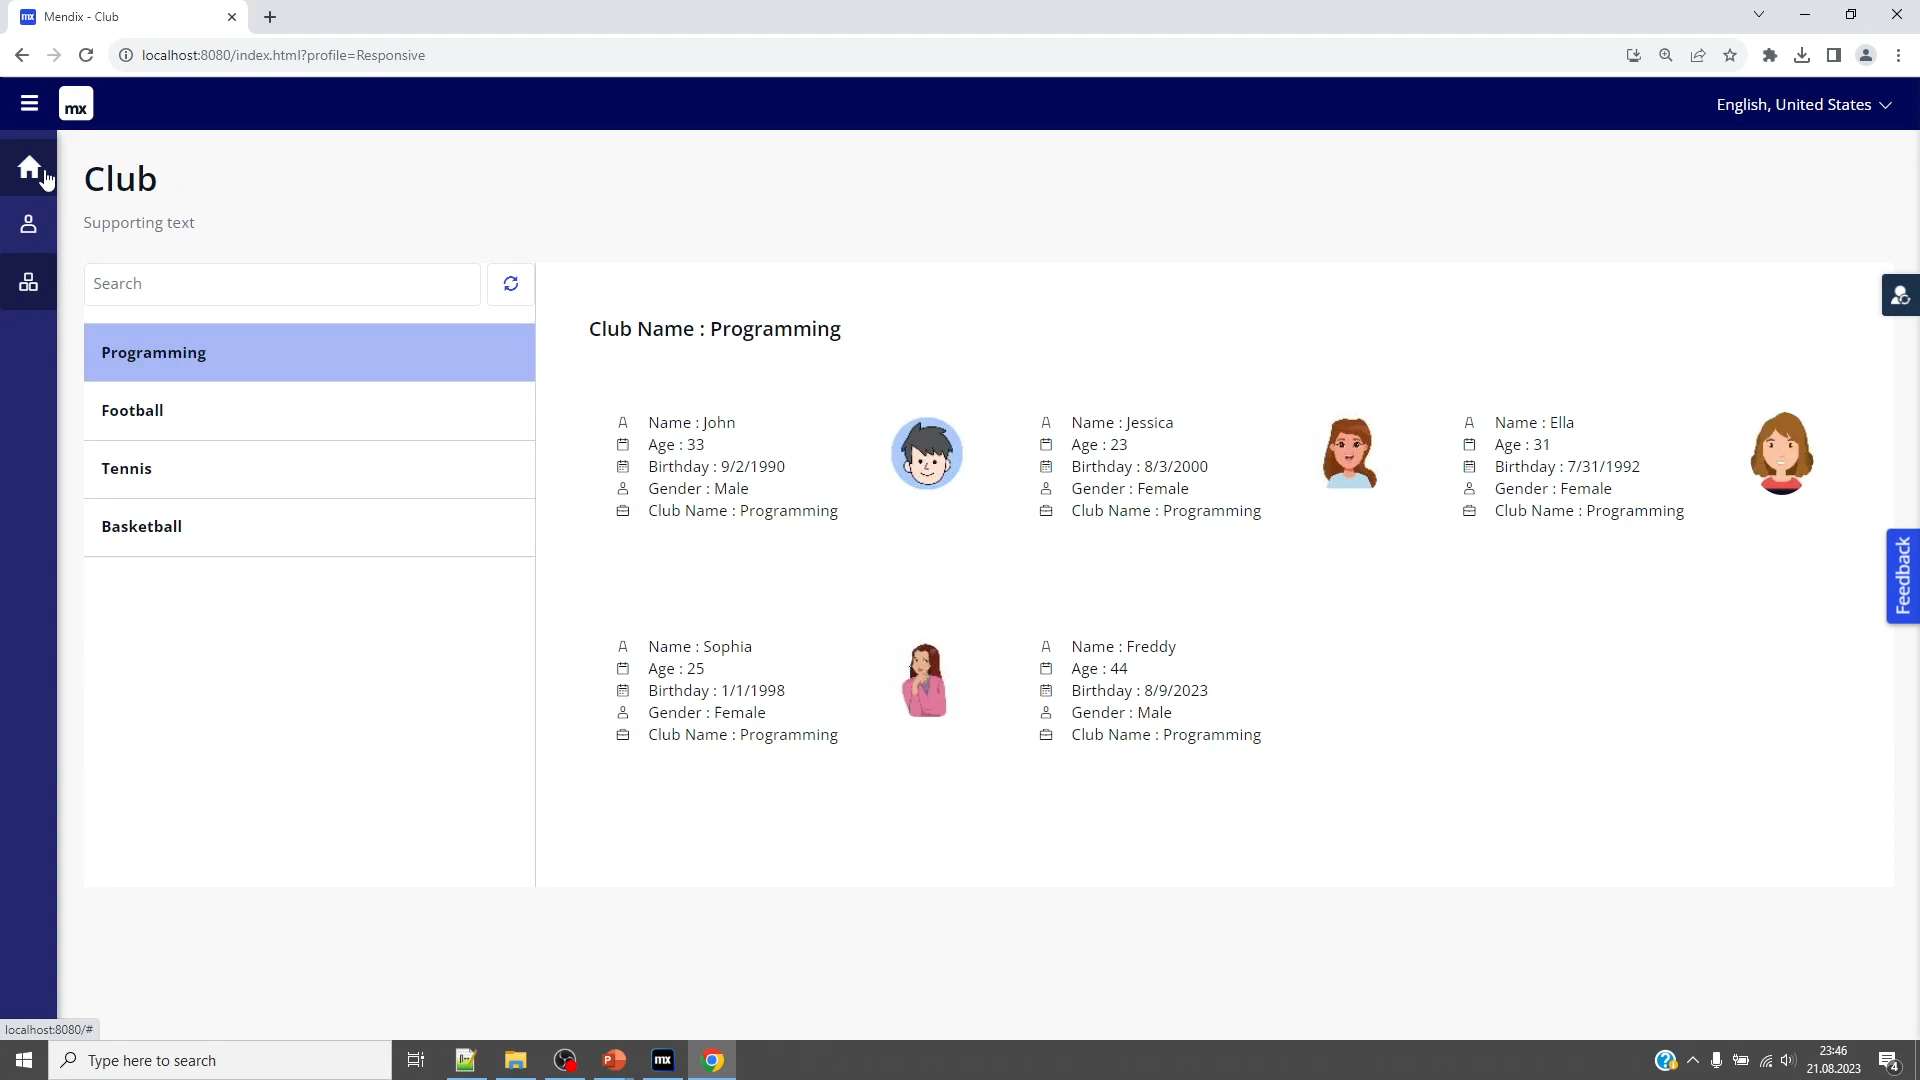 mx Mendix - Club
localhost:8080/index.html?profile=Responsive
mx
English, United States
Club
Supporting text
Search
Programming
Football
Tennis
Basketball
Club Name : Programming
Name : John
Age : 33
Birthday : 9/2/1990
Gender : Male
Club Name : Programming
Name : Jessica
Age : 23
Birthday : 8/3/2000
Gender : Female
Club Name : Programming
Name : Ella
Age : 31
Birthday : 7/31/1992
Gender : Female
Club Name : Programming
Name : Sophia
Age : 25
Birthday : 1/1/1998
Gender : Female
Club Name : Programming
Name : Freddy
Age : 44
Birthday : 8/9/2023
Gender : Male
Club Name : Programming
Feedback
localhost:8080/#
Type here to search
mx
23:46
21.08.2023
4